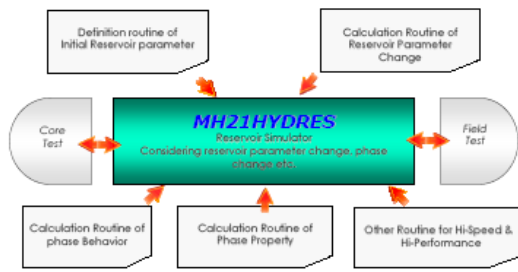 Definition routine of
Initial Reservoir parameter
Calculation Routine of
Reservoir Parameter
Change
Core
Test
MH21HYDRES
Reservoir Simulator
Considering reservoir parameter change, phase
change etc.
Field
Test
Calculation Routine of
phase Behavior
Calculation Routine of
Phase Property
Other Routine for Hi-Speed &
Hi-Performance